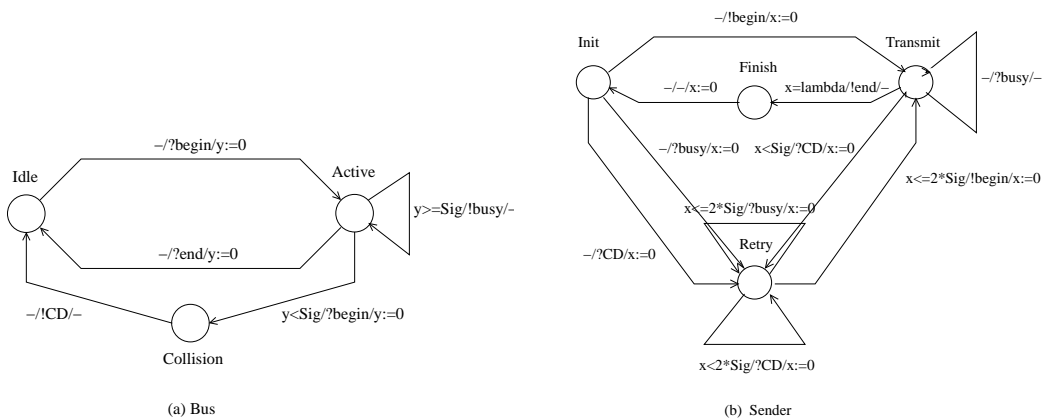 −/?begin/y:=0
Idle
Active
y>=Sig/!busy/−
−/?end/y:=0
−/!CD/−
y<Sig/?begin/y:=0
Collision
(a) Bus
−/!begin/x:=0
Init
Transmit
Finish
−/−/x:=0
x=lambda/!end/−
−/?busy/−
−/?busy/x:=0
x<Sig/?CD/x:=0
x<=2*Sig/!begin/x:=0
x<=2*Sig/?busy/x:=0
Retry
−/?CD/x:=0
x<2*Sig/?CD/x:=0
(b) Sender